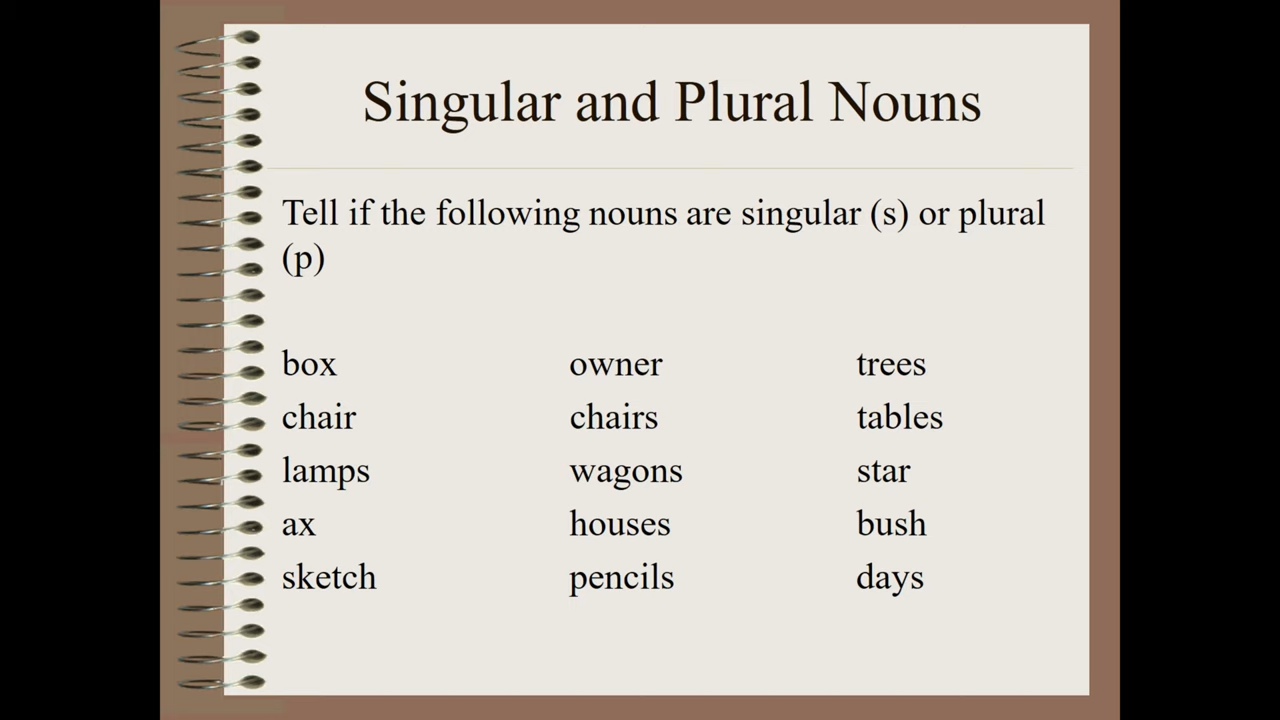 Singular and Plural Nouns
Tell if the following nouns are singular (s) or plural
(p)
box owner trees
chair chairs tables
lamps wagons star
ax houses bush
sketch pencils days